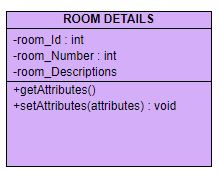 ROOM DETAILS
-room_Id : int
-room_Number : int
-room_Descriptions
+getAttributes()
+setAttributes(attributes) : void